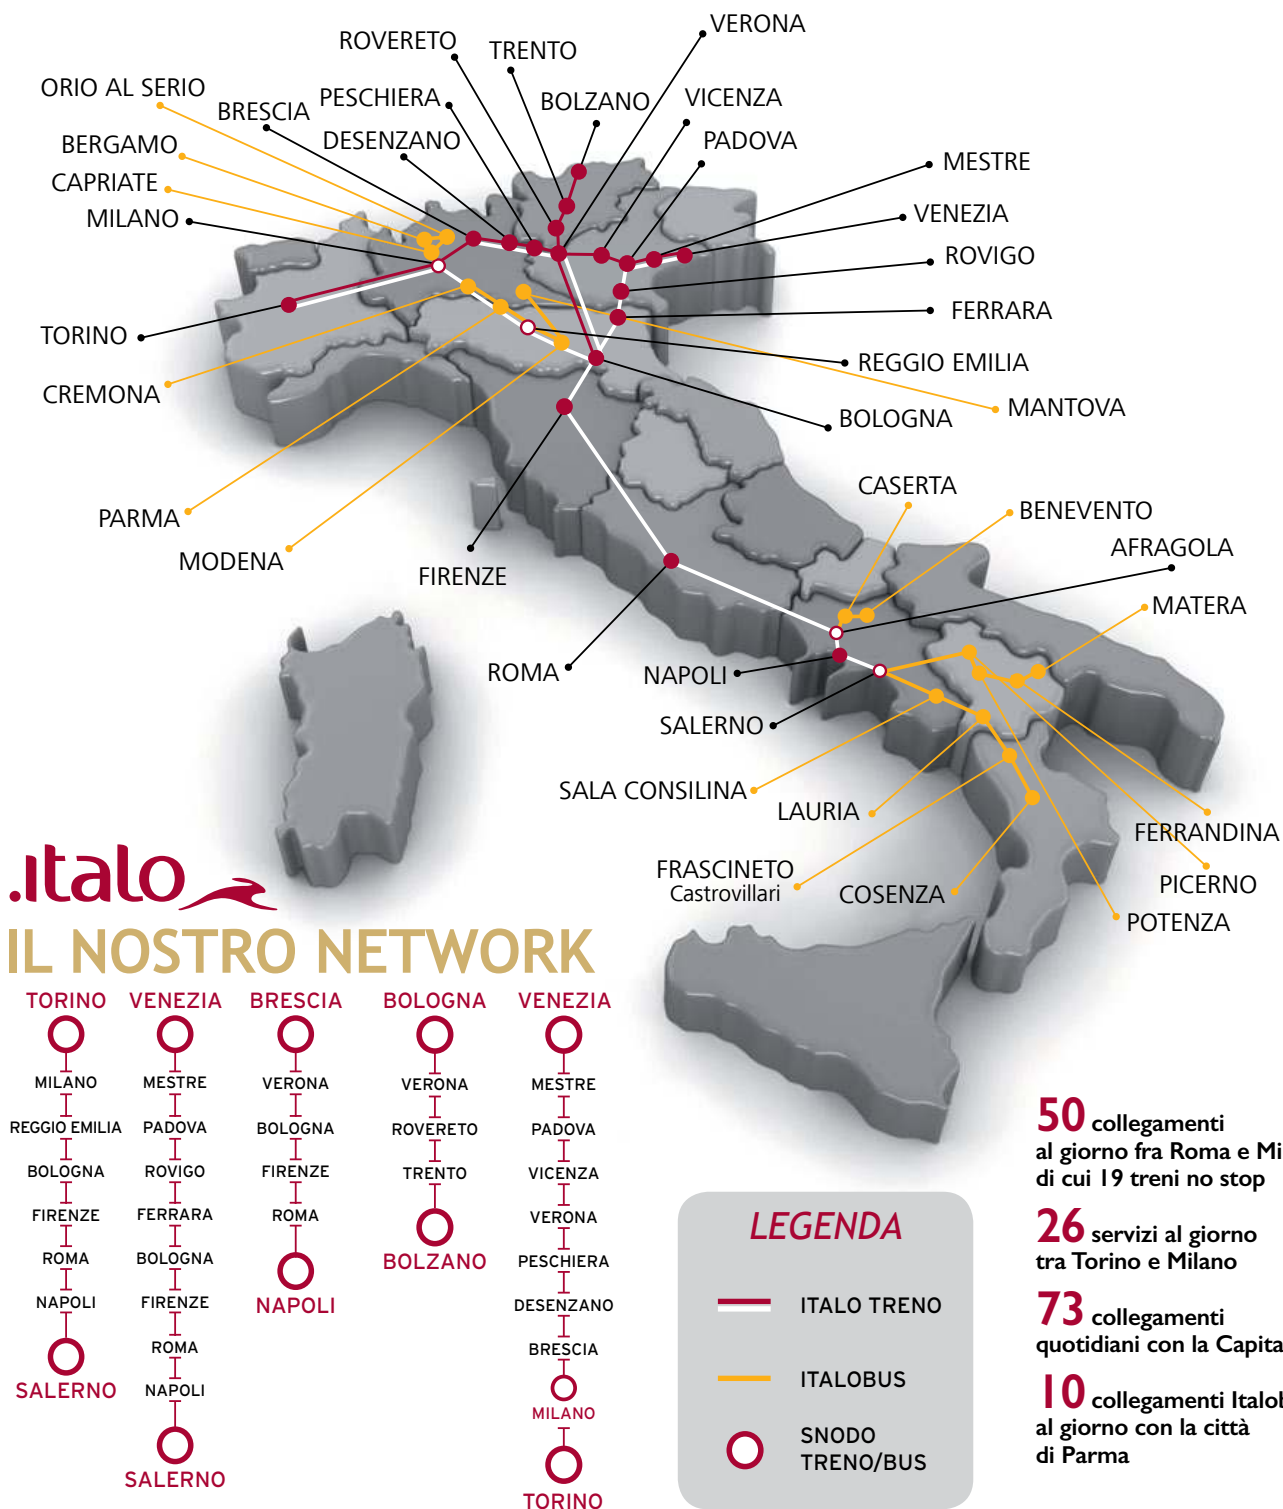 VERONA
ROVERETO
TRENTO
ORIO AL SERIO
PESCHIERA
BOLZANO
VICENZA
BRESCIA
DESENZANO
PADOVA
BERGAMO
MESTRE
CAPRIATE
MILANO
VENEZIA
ROVIGO
FERRARA
TORINO
REGGIO EMILIA
CREMONA
MANTOVA
BOLOGNA
CASERTA
PARMA
BENEVENTO
MODENA
AFRAGOLA
FIRENZE
MATERA
ROMA
NAPOLI
SALERNO
SALA CONSILINA
LAURIA
FERRANDINA
FRASCINETO
Castrovillari
COSENZA
PICERNO
POTENZA
.italo
IL NOSTRO NETWORK
TORINO
MILANO
REGGIO EMILIA
BOLOGNA
FIRENZE
ROMA
NAPOLI
SALERNO
VENEZIA
MESTRE
PADOVA
ROVIGO
FERRARA
BOLOGNA
FIRENZE
ROMA
NAPOLI
SALERNO
BRESCIA
VERONA
BOLOGNA
FIRENZE
ROMA
NAPOLI
BOLOGNA
VERONA
ROVERETO
TRENTO
BOLZANO
VENEZIA
MESTRE
PADOVA
VICENZA
VERONA
PESCHIERA
DESENZANO
BRESCIA
MILANO
TORINO
LEGENDA
ITALO TRENO
ITALOBUS
SNODO
TRENO/BUS
50 collegamenti
al giorno fra Roma e Mi
di cui 19 treni no stop
26 servizi al giorno
tra Torino e Milano
73 collegamenti
quotidiani con la Capita
10 collegamenti Italob
al giorno con la città
di Parma